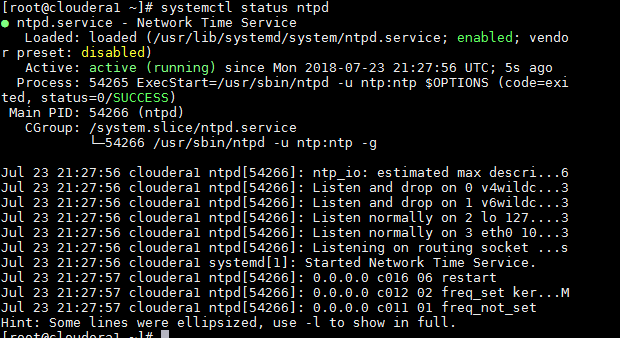 [root@cloudera1 ~]# systemctl status ntpd
● ntpd.service - Network Time Service
   Loaded: loaded (/usr/lib/systemd/system/ntpd.service; enabled; vendo
r preset: disabled)
   Active: active (running) since Mon 2018-07-23 21:27:56 UTC; 5s ago
  Process: 54265 ExecStart=/usr/sbin/ntpd -u ntp:ntp $OPTIONS (code=exi
ted, status=0/SUCCESS)
 Main PID: 54266 (ntpd)
   CGroup: /system.slice/ntpd.service
           └─54266 /usr/sbin/ntpd -u ntp:ntp -g

Jul 23 21:27:56 cloudera1 ntpd[54266]: ntp_io: estimated max descri...6
Jul 23 21:27:56 cloudera1 ntpd[54266]: Listen and drop on 0 v4wildc...3
Jul 23 21:27:56 cloudera1 ntpd[54266]: Listen and drop on 1 v6wildc...3
Jul 23 21:27:56 cloudera1 ntpd[54266]: Listen normally on 2 lo 127....3
Jul 23 21:27:56 cloudera1 ntpd[54266]: Listen normally on 3 eth0 10...3
Jul 23 21:27:56 cloudera1 ntpd[54266]: Listening on routing socket ...s
Jul 23 21:27:56 cloudera1 systemd[1]: Started Network Time Service.
Jul 23 21:27:57 cloudera1 ntpd[54266]: 0.0.0.0 c016 06 restart
Jul 23 21:27:57 cloudera1 ntpd[54266]: 0.0.0.0 c012 02 freq_set ker...M
Jul 23 21:27:57 cloudera1 ntpd[54266]: 0.0.0.0 c011 01 freq_not_set
Hint: Some lines were ellipsized, use -l to show in full.
[root@cloudera1 ~]#